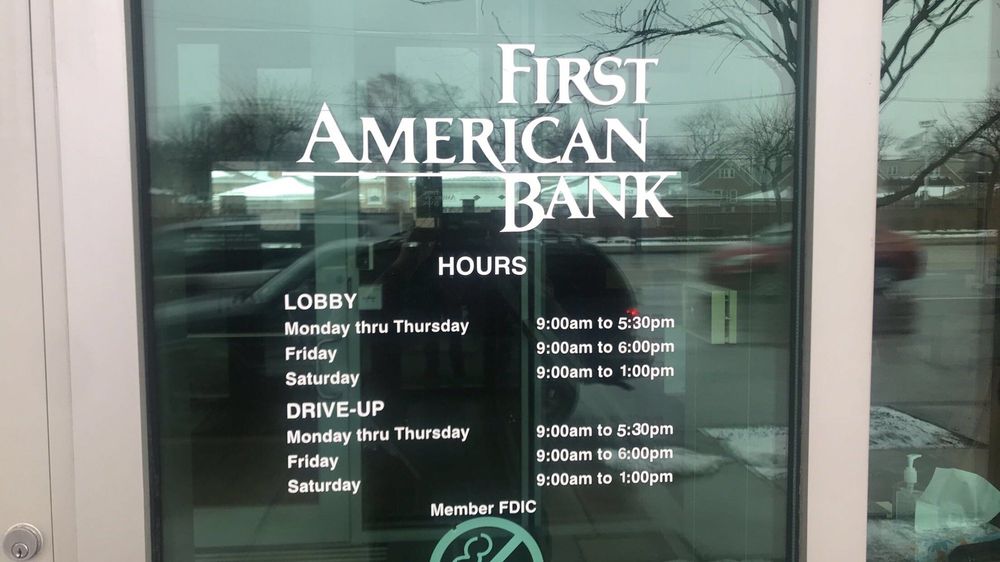 FIRST
AMERICAN
BANK
HOURS
LOBBY
Monday thru Thursday 9:00am to 5:30pm
Friday 9:00am to 6:00pm
Saturday 9:00am to 1:00pm
DRIVE-UP
Monday thru Thursday 9:00am to 5:30pm
Friday 9:00am to 6:00pm
Saturday 9:00am to 1:00pm
Member FDIC